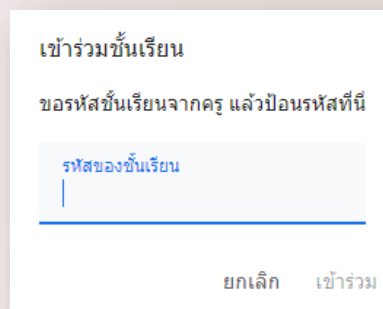 เข้าร่วมชั้นเรียน
ขอรหัสชั้นเรียนจากครู แล้วป้อนรหัสที่นี่
รหัสของชั้นเรียน
ยกเลิก เข้าร่วม